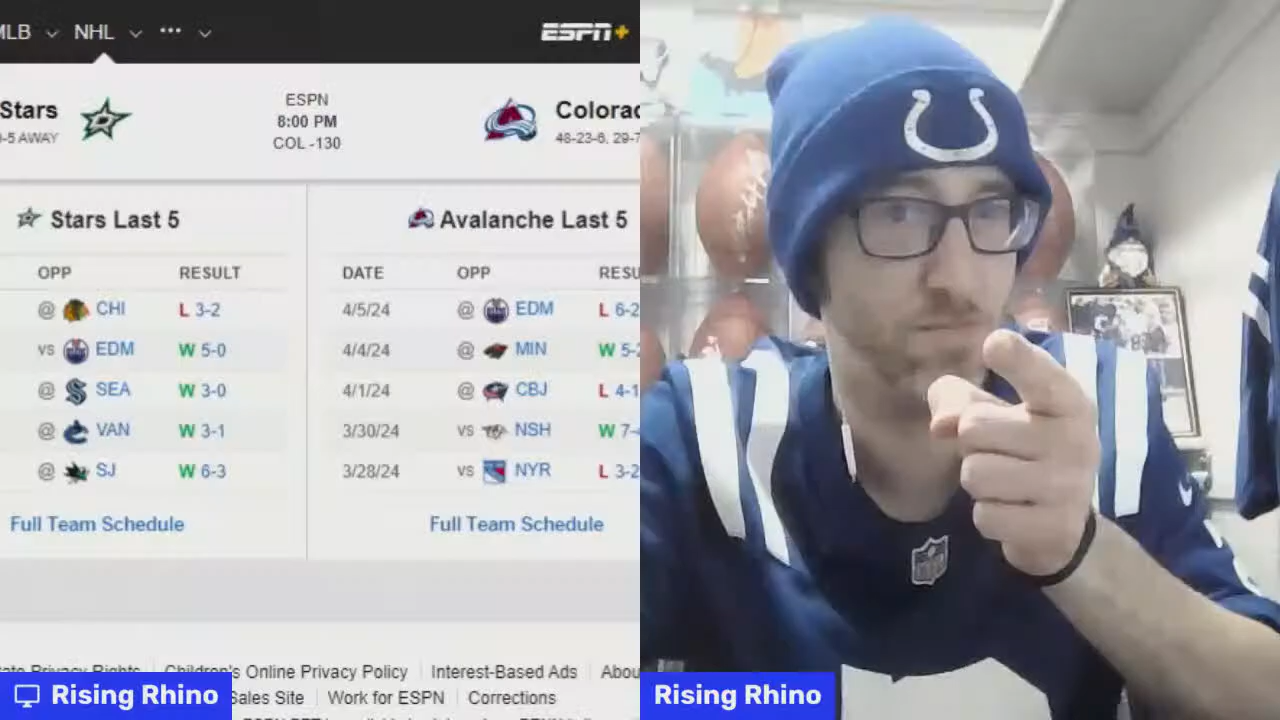 MLB NHL •••
ESPN+
Stars
ESPN
8:00 PM
COL -130
-5 AWAY
Colorad
48-23-6, 29-7
Stars Last 5
Avalanche Last 5
OPP RESULT
DATE OPP RESU
@ CHI L 3-2
4/5/24 @ EDM L 6-2
vs EDM W 5-0
4/4/24 @ MIN W 5-2
@ SEA W 3-0
4/1/24 @ CBJ L 4-1
@ VAN W 3-1
3/30/24 vs NSH W 7-4
@ SJ W 6-3
3/28/24 vs NYR L 3-2
Full Team Schedule
Full Team Schedule
Privacy Rights Children's Online Privacy Policy Interest-Based Ads Abou
Sales Site Work for ESPN Corrections
Rising Rhino
Rising Rhino
NFL